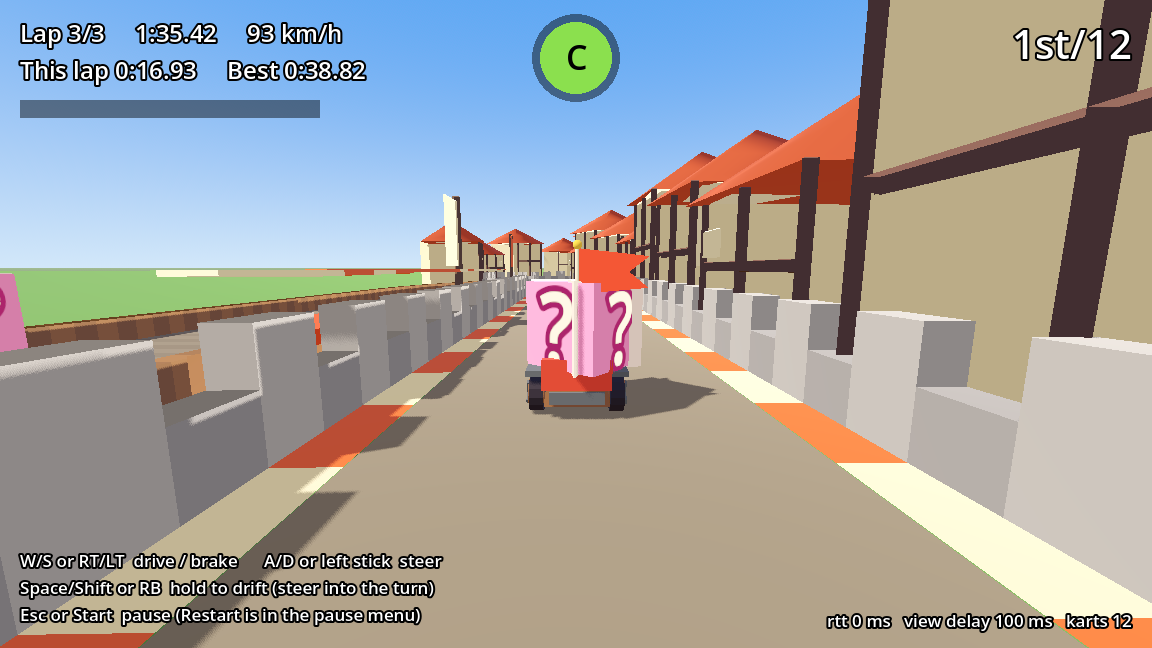 Lap 3/3 1:35.42 93 km/h
This lap 0:16.93 Best 0:38.82
C
1st/12
? ?
W/S or RT/LT drive / brake A/D or left stick steer
Space/Shift or RB hold to drift (steer into the turn)
Esc or Start pause (Restart is in the pause menu)
rtt 0 ms view delay 100 ms karts 12